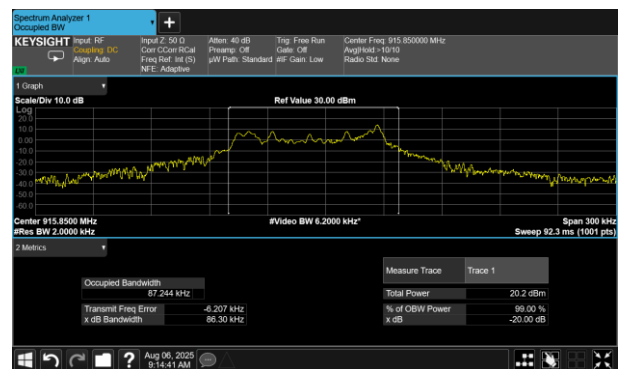 Spectrum Analyzer 1
Occupied BW
KEYSIGHT
Input: RF
Coupling: DC
Align: Auto
Input Z: 50 Ω
Corr CCorr RCal
Freq Ref: Int (S)
NFE: Adaptive
Atten: 40 dB
Preamp: Off
µW Path: Standard
Trig: Free Run
Gate: Off
#IF Gain: Low
Center Freq: 915.850000 MHz
Avg|Hold:>10/10
Radio Std: None
1 Graph
Scale/Div 10.0 dB
Ref Value 30.00 dBm
Log
20.0
10.0
0.00
-10.0
-20.0
-30.0
-40.0
-50.0
-60.0
Center 915.8500 MHz
#Video BW 6.2000 kHz*
Span 300 kHz
#Res BW 2.0000 kHz
Sweep 92.3 ms (1001 pts)
2 Metrics
Measure Trace
Trace 1
Occupied Bandwidth
87.244 kHz
Total Power
20.2 dBm
Transmit Freq Error
-6.207 kHz
% of OBW Power
99.00 %
x dB Bandwidth
86.30 kHz
x dB
-20.00 dB
?
Aug 06, 2025
9:14:41 AM